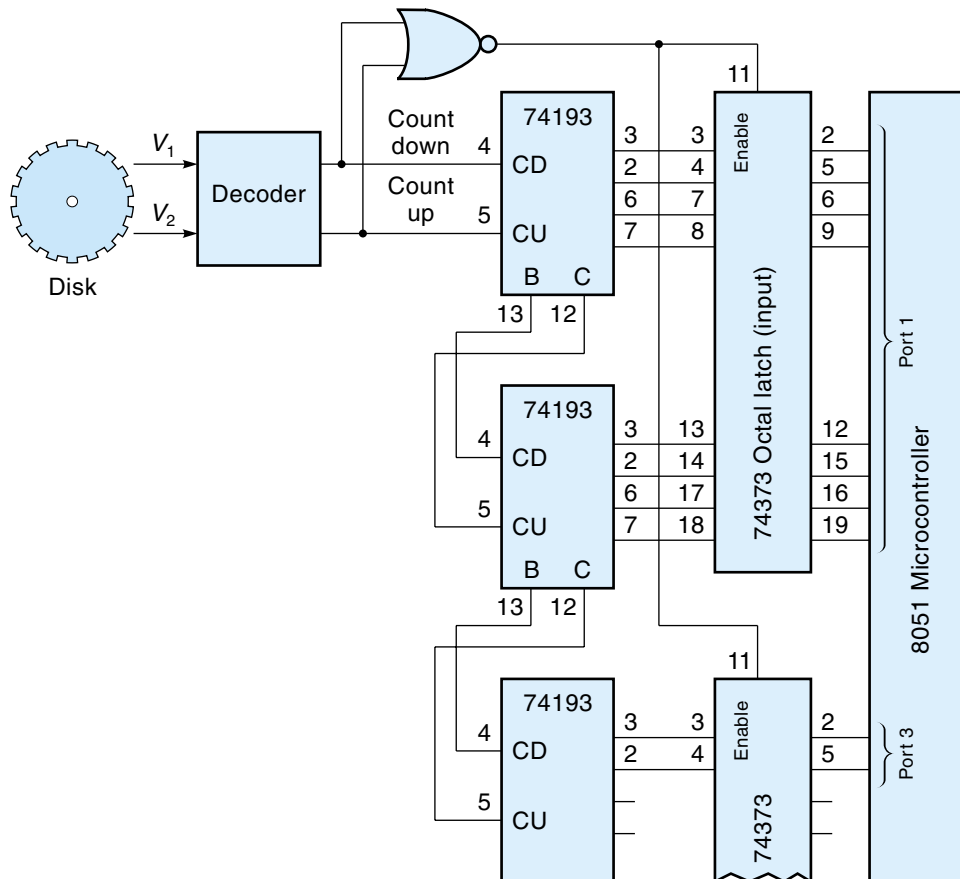 11
Count
down
Count
up
74193
4
CD
5
CU
B
C
13
12
3
2
6
7
3
4
7
8
Enable
74373 Octal latch (input)
2
5
6
9
V1
V2
Decoder
Disk
Port 1
8051 Microcontroller
74193
4
CD
5
CU
B
C
13
12
3
2
6
7
13
14
17
18
12
15
16
19
11
74193
4
CD
5
CU
3
2
3
4
Enable
74373
2
5
Port 3